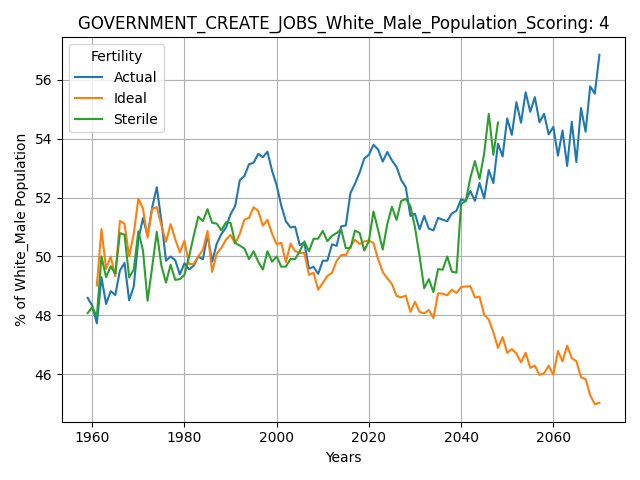 GOVERNMENT_CREATE_JOBS_White_Male_Population_Scoring: 4
Fertility
Actual
Ideal
Sterile
% of White_Male Population
56
54
52
50
48
46
1960
1980
2000
2020
2040
2060
Years